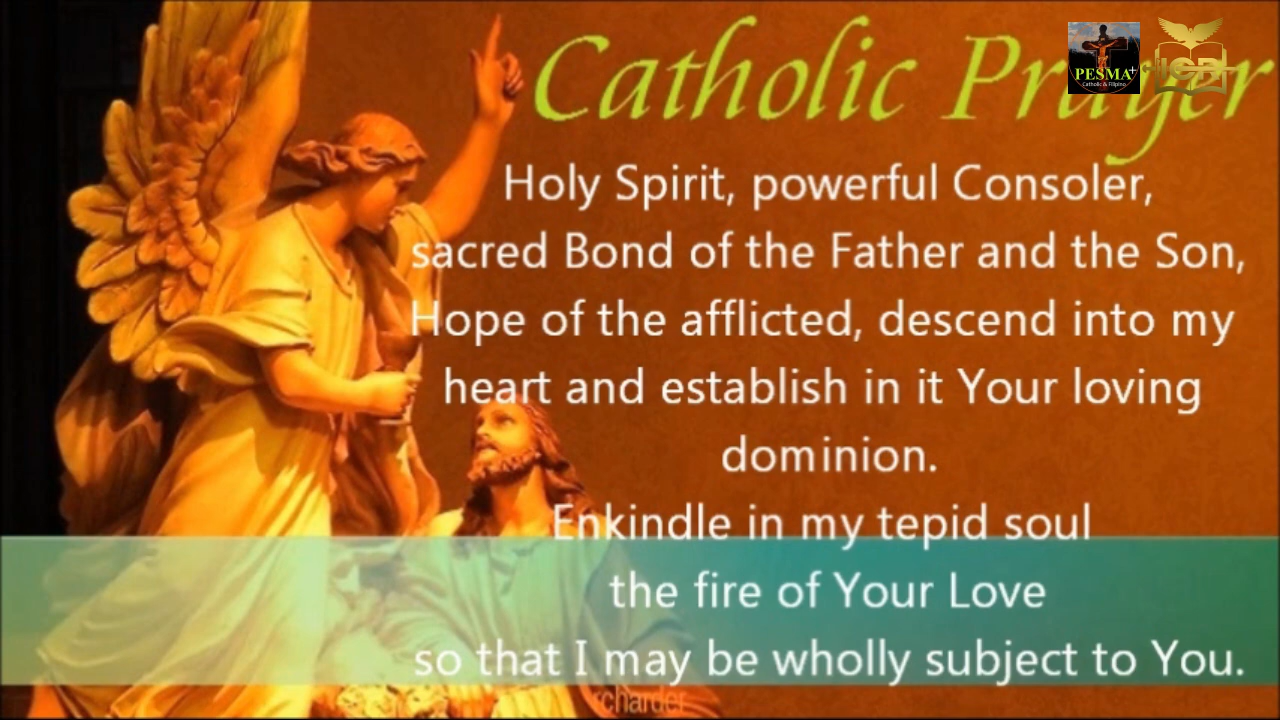 Catholic Prayer
PESMA+
Catholic & Filipino
Holy Spirit, powerful Consoler,
sacred Bond of the Father and the Son,
Hope of the afflicted, descend into my
heart and establish in it Your loving
dominion.
Enkindle in my tepid soul
the fire of Your Love
so that I may be wholly subject to You.